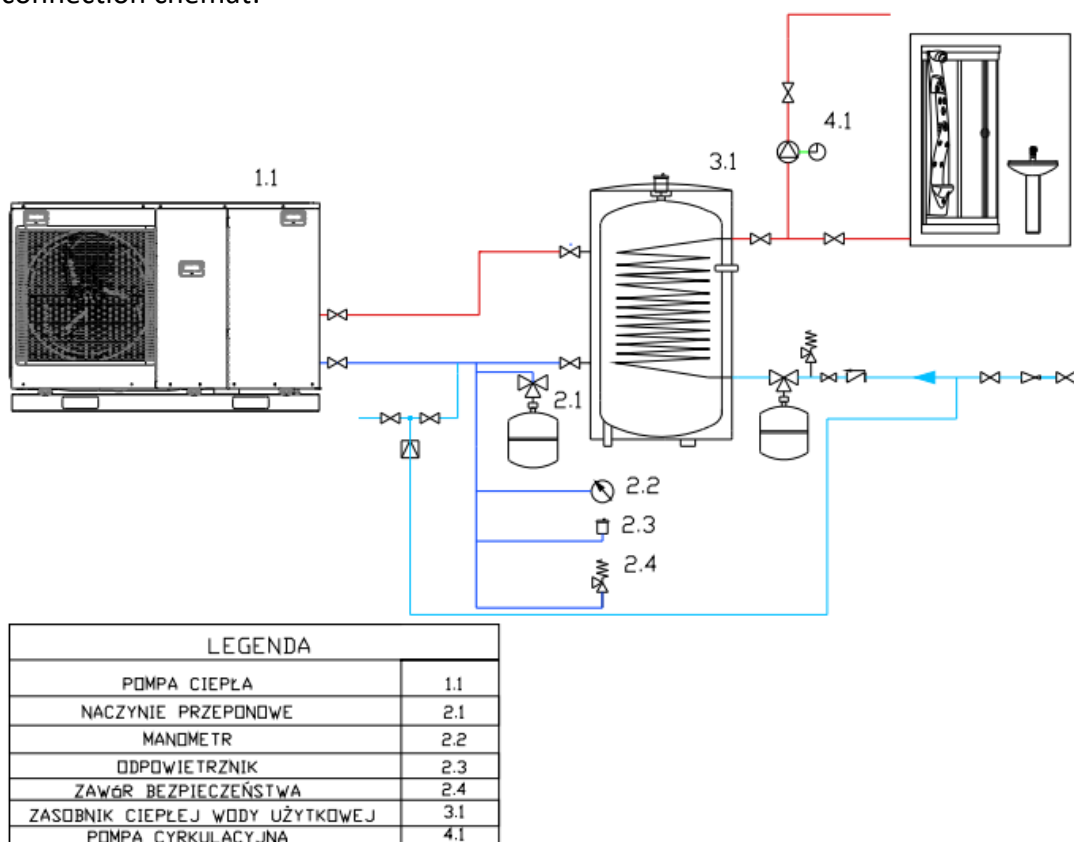 connection chemat:
1.1
4.1
3.1
2.1
2.2
2.3
2.4
LEGENDA
POMPA CIEPŁA 1.1
NACZYNIE PRZEPONOWE 2.1
MANOMETR 2.2
ODPOWIETRZNIK 2.3
ZAWóR BEZPIECZEŃSTWA 2.4
ZASOBNIK CIEPŁEJ WODY UŻYTKOWEJ 3.1
POMPA CYRKULACYJNA 4.1